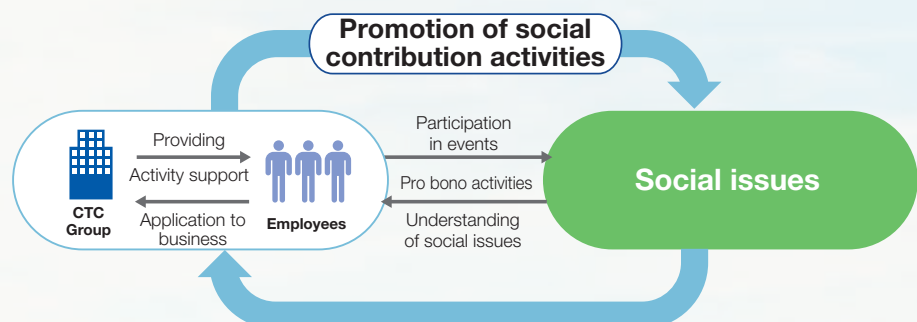 Promotion of social
contribution activities
Providing
Activity support
Application to
business
CTC
Group
Employees
Participation
in events
Pro bono activities
Understanding
of social issues
Social issues